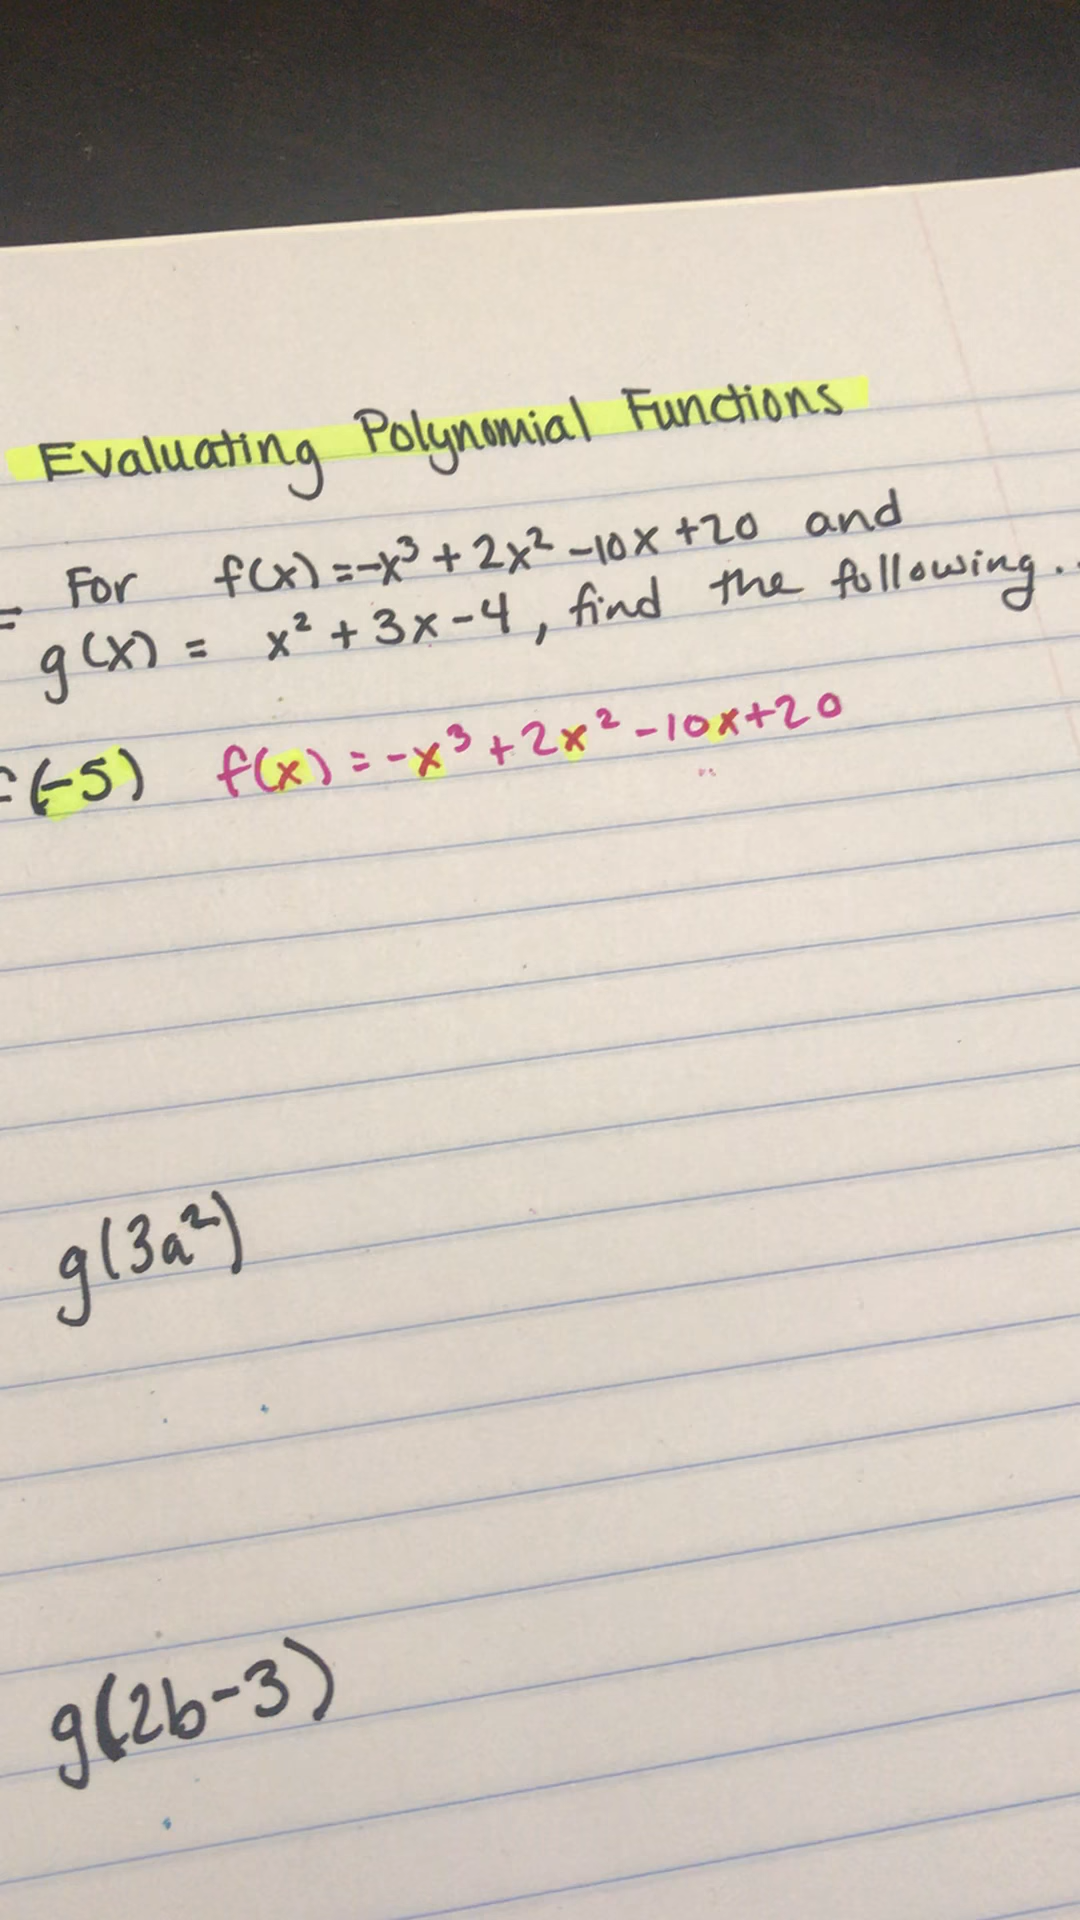 Evaluating Polynomial Functions
For f(x)=-x³+2x²-10x+20 and
g(x) = x²+3x-4, find the following..
(-5) f(x)=-x³+2x²-10x+20
g(3a²)
g(2b-3)